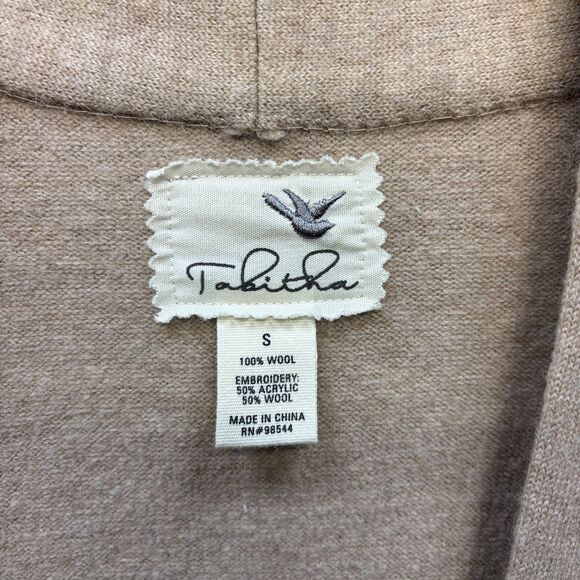 Tabitha
S
100% WOOL
EMBROIDERY:
50% ACRYLIC
50% WOOL
MADE IN CHINA
RN#98544